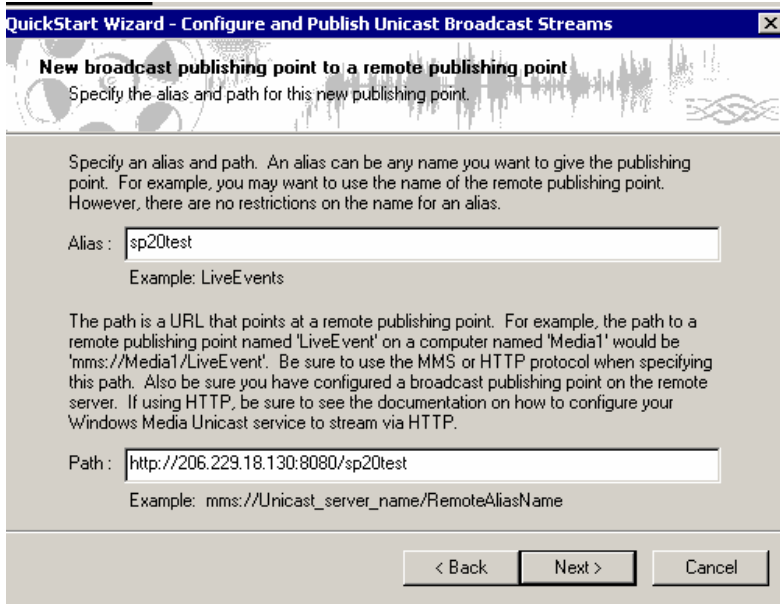 QuickStart Wizard - Configure and Publish Unicast Broadcast Streams
New broadcast publishing point to a remote publishing point
Specify the alias and path for this new publishing point.
Specify an alias and path. An alias can be any name you want to give the publishing
point. For example, you may want to use the name of the remote publishing point.
However, there are no restrictions on the name for an alias.
Alias : sp20test
Example: LiveEvents
The path is a URL that points at a remote publishing point. For example, the path to a
remote publishing point named 'LiveEvent' on a computer named 'Media1' would be
'mms://Media1/LiveEvent'. Be sure to use the MMS or HTTP protocol when specifying
this path. Also be sure you have configured a broadcast publishing point on the remote
server. If using HTTP, be sure to see the documentation on how to configure your
Windows Media Unicast service to stream via HTTP.
Path : http://206.229.18.130:8080/sp20test
Example: mms://Unicast_server_name/RemoteAliasName
< Back Next > Cancel